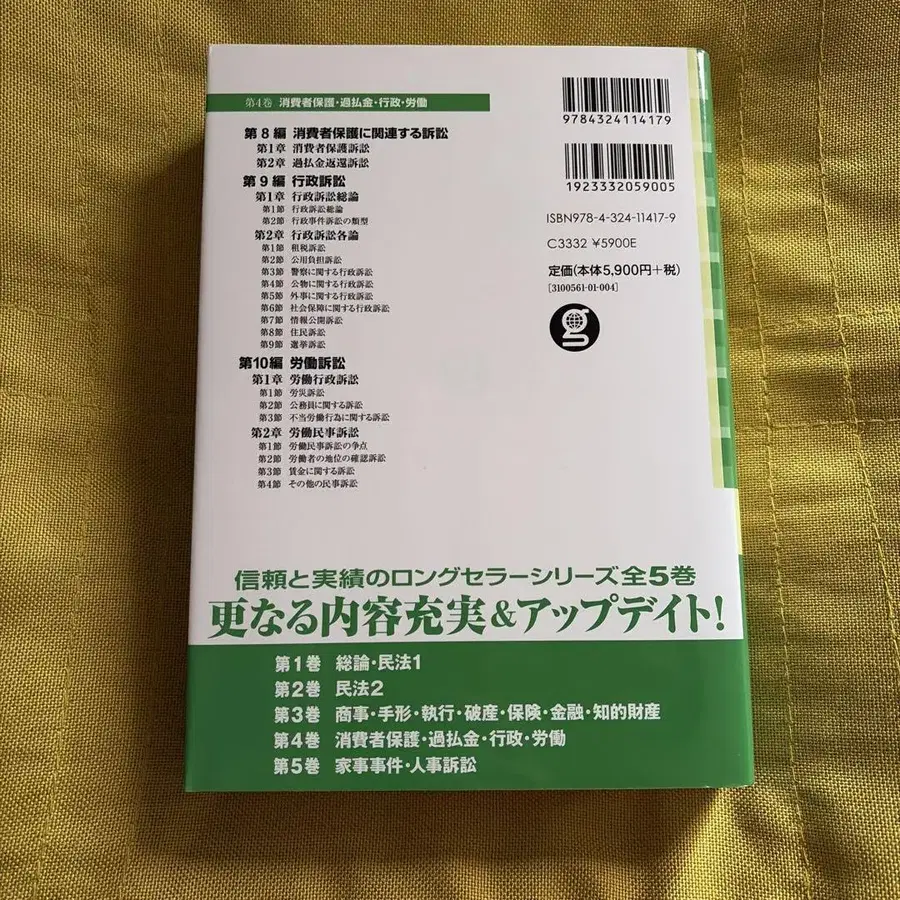 第4巻 消費者保護・過払金・行政・労働
第8編 消費者保護に関連する訴訟
第1章 消費者保護訴訟
第2章 過払金返還訴訟
第9編 行政訴訟
第1章 行政訴訟総論
第1節 行政訴訟総論
第2節 行政事件訴訟の類型
第2章 行政訴訟各論
第1節 租税訴訟
第2節 公用負担訴訟
第3節 警察に関する行政訴訟
第4節 公物に関する行政訴訟
第5節 外事に関する行政訴訟
第6節 社会保障に関する行政訴訟
第7節 情報公開訴訟
第8節 住民訴訟
第9節 選挙訴訟
第10編 労働訴訟
第1章 労働行政訴訟
第1節 労災訴訟
第2節 公務員に関する訴訟
第3節 不当労働行為に関する訴訟
第2章 労働民事訴訟
第1節 労働民事訴訟の争点
第2節 労働者の地位の確認訴訟
第3節 賃金に関する訴訟
第4節 その他の民事訴訟
9784324114179
1923332059005
ISBN978-4-324-11417-9
C3332 ¥5900E
定価(本体5,900円+税)
[3100561-01-004]
g
信頼と実績のロングセラーシリーズ全5巻
更なる内容充実&アップデイト!
第1巻 総論・民法1
第2巻 民法2
第3巻 商事・手形・執行・破産・保険・金融・知的財産
第4巻 消費者保護・過払金・行政・労働
第5巻 家事事件・人事訴訟